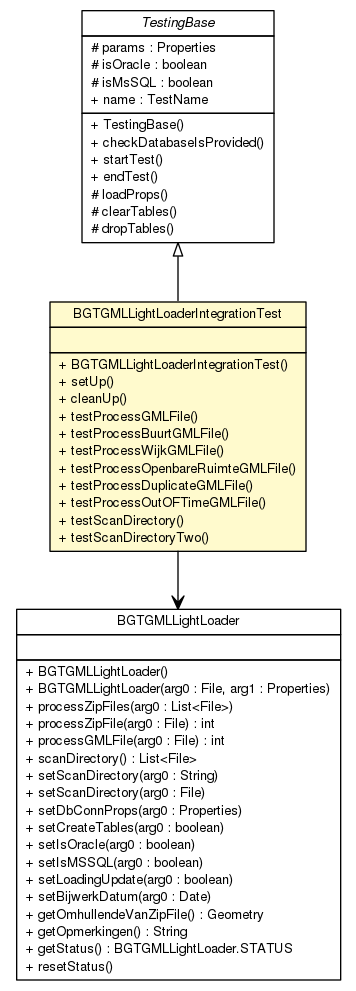 TestingBase
# params : Properties
# isOracle : boolean
# isMsSQL : boolean
+ name : TestName
+ TestingBase()
+ checkDatabaseIsProvided()
+ startTest()
+ endTest()
# loadProps()
# clearTables()
# dropTables()
BGTGMLLightLoaderIntegrationTest
+ BGTGMLLightLoaderIntegrationTest()
+ setUp()
+ cleanUp()
+ testProcessGMLFile()
+ testProcessBuurtGMLFile()
+ testProcessWijkGMLFile()
+ testProcessOpenbareRuimteGMLFile()
+ testProcessDuplicateGMLFile()
+ testProcessOutOFTimeGMLFile()
+ testScanDirectory()
+ testScanDirectoryTwo()
BGTGMLLightLoader
+ BGTGMLLightLoader()
+ BGTGMLLightLoader(arg0 : File, arg1 : Properties)
+ processZipFiles(arg0 : List<File>)
+ processZipFile(arg0 : File) : int
+ processGMLFile(arg0 : File) : int
+ scanDirectory() : List<File>
+ setScanDirectory(arg0 : String)
+ setScanDirectory(arg0 : File)
+ setDbConnProps(arg0 : Properties)
+ setCreateTables(arg0 : boolean)
+ setIsOracle(arg0 : boolean)
+ setIsMSSQL(arg0 : boolean)
+ setLoadingUpdate(arg0 : boolean)
+ setBijwerkDatum(arg0 : Date)
+ getOmhullendeVanZipFile() : Geometry
+ getOpmerkingen() : String
+ getStatus() : BGTGMLLightLoader.STATUS
+ resetStatus()